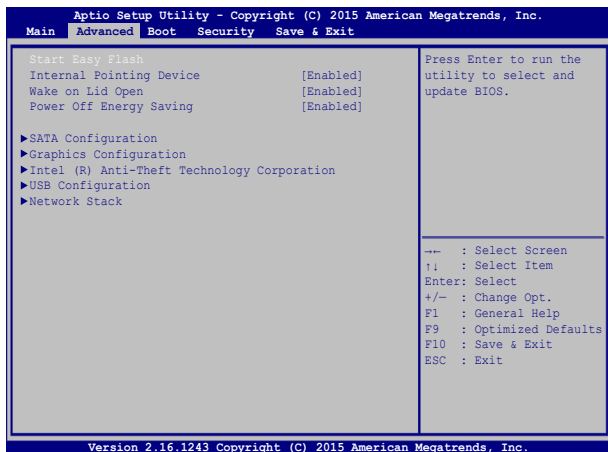 Aptio Setup Utility - Copyright (C) 2015 American Megatrends, Inc.
Main Advanced Boot Security Save & Exit
Start Easy Flash
Internal Pointing Device [Enabled]
Wake on Lid Open [Enabled]
Power Off Energy Saving [Enabled]
▶SATA Configuration
▶Graphics Configuration
▶Intel (R) Anti-Theft Technology Corporation
▶USB Configuration
▶Network Stack
Press Enter to run the
utility to select and
update BIOS.
→← : Select Screen
↑↓ : Select Item
Enter: Select
+/— : Change Opt.
F1 : General Help
F9 : Optimized Defaults
F10 : Save & Exit
ESC : Exit
Version 2.16.1243 Copyright (C) 2015 American Megatrends, Inc.